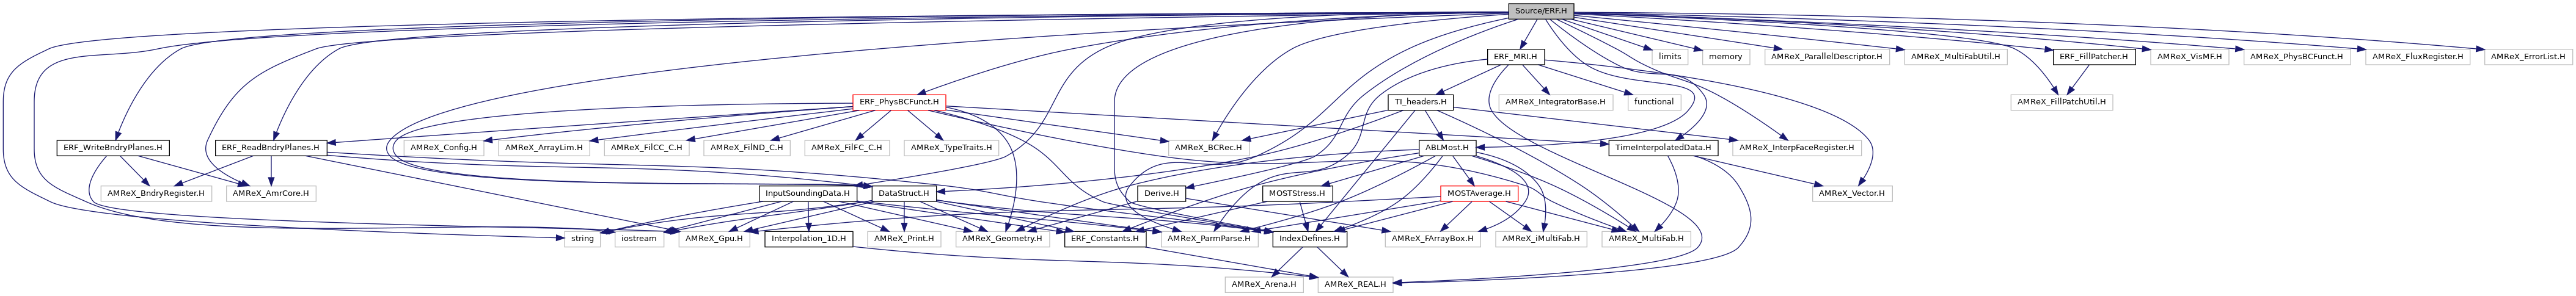 Source/ERF.H
ERF_MRI.H
limits
memory
AMReX_ParallelDescriptor.H
AMReX_MultiFabUtil.H
ERF_FillPatcher.H
AMReX_VisMF.H
AMReX_PhysBCFunct.H
AMReX_FluxRegister.H
AMReX_ErrorList.H
ERF_PhysBCFunct.H
TI_headers.H
AMReX_IntegratorBase.H
functional
AMReX_FillPatchUtil.H
ERF_WriteBndryPlanes.H
ERF_ReadBndryPlanes.H
AMReX_Config.H
AMReX_ArrayLim.H
AMReX_FilCC_C.H
AMReX_FilND_C.H
AMReX_FilFC_C.H
AMReX_TypeTraits.H
AMReX_BCRec.H
ABLMost.H
TimeInterpolatedData.H
AMReX_InterpFaceRegister.H
AMReX_BndryRegister.H
AMReX_AmrCore.H
InputSoundingData.H
DataStruct.H
Derive.H
MOSTStress.H
MOSTAverage.H
AMReX_Vector.H
string
iostream
AMReX_Gpu.H
Interpolation_1D.H
AMReX_Print.H
AMReX_Geometry.H
ERF_Constants.H
AMReX_ParmParse.H
IndexDefines.H
AMReX_FArrayBox.H
AMReX_iMultiFab.H
AMReX_MultiFab.H
AMReX_Arena.H
AMReX_REAL.H